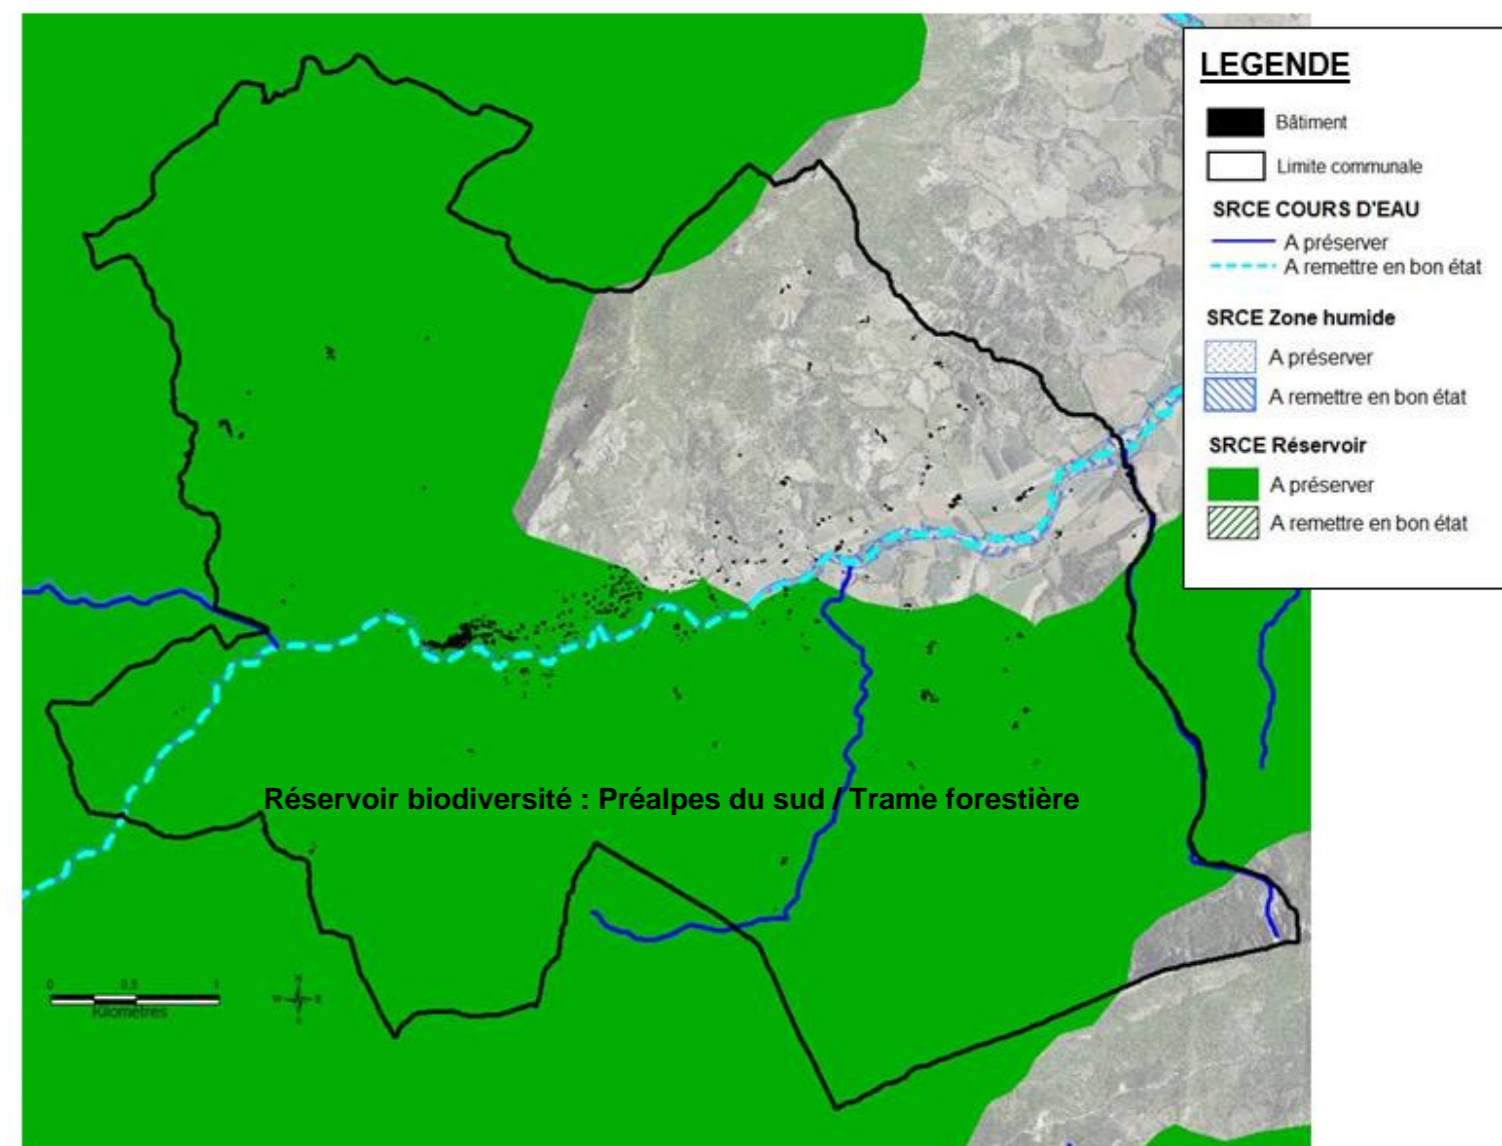 LEGENDE
Bâtiment
Limite communale
SRCE COURS D'EAU
A préserver
A remettre en bon état
SRCE Zone humide
A préserver
A remettre en bon état
SRCE Réservoir
A préserver
A remettre en bon état
Réservoir biodiversité : Préalpes du sud / Trame forestière
0 0,5 1
Kilomètres
N
W E
S